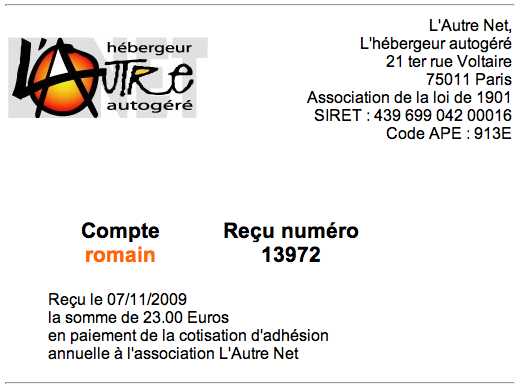 hébergeur
L'Autre
autogéré
NET
L'Autre Net,
L'hébergeur autogéré
21 ter rue Voltaire
75011 Paris
Association de la loi de 1901
SIRET : 439 699 042 00016
Code APE : 913E
Compte
romain
Reçu numéro
13972
Reçu le 07/11/2009
la somme de 23.00 Euros
en paiement de la cotisation d'adhésion
annuelle à l'association L'Autre Net